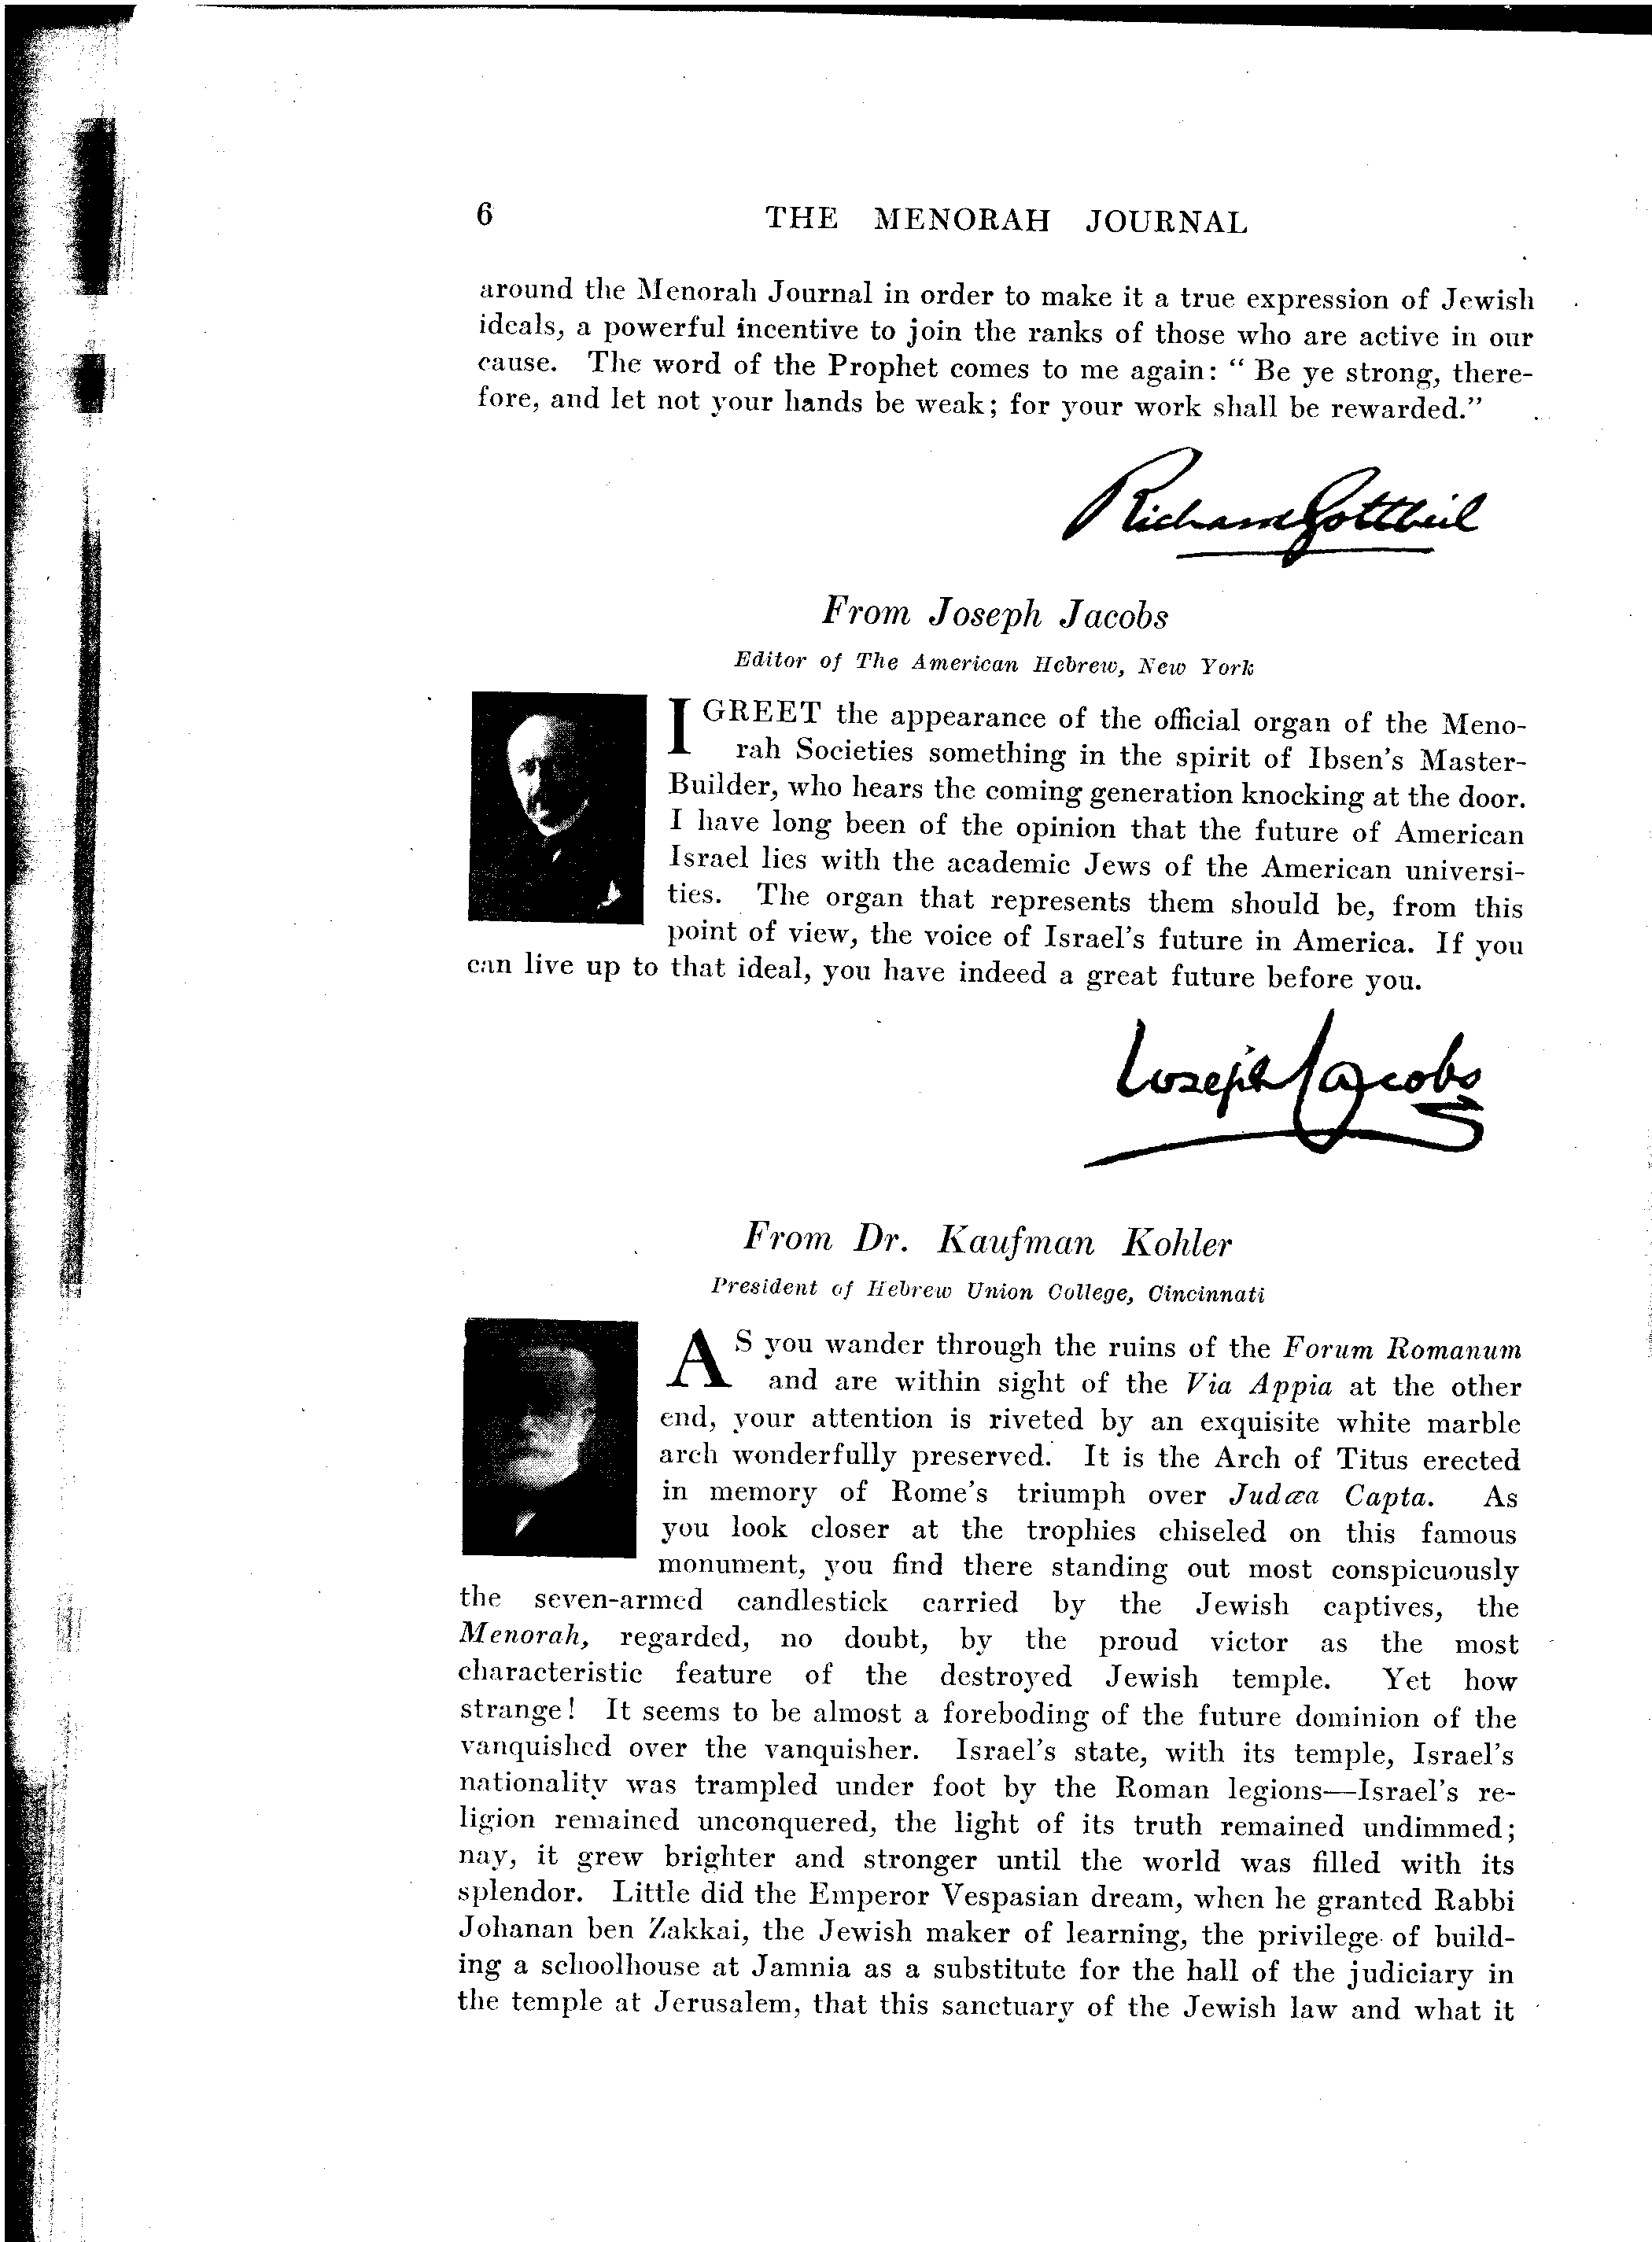 6 THE MENORAH JOURNAL
around the Menorah Journal in order to make it a true expression of Jewish
ideals, a powerful incentive to join the ranks of those who are active in our
cause. The word of the Prophet comes to me again: “ Be ye strong, there-
fore, and let not your hands be weak; for your work shall be rewarded.”
Richard Gottheil
From Joseph Jacobs
Editor of The American Hebrew, New York
I GREET the appearance of the official organ of the Meno-
rah Societies something in the spirit of Ibsen's Master-
Builder, who hears the coming generation knocking at the door.
I have long been of the opinion that the future of American
Israel lies with the academic Jews of the American universi-
ties. The organ that represents them should be, from this
point of view, the voice of Israel's future in America. If you
can live up to that ideal, you have indeed a great future before you.
Joseph Jacobs
From Dr. Kaufman Kohler
President of Hebrew Union College, Cincinnati
AS you wander through the ruins of the Forum Romanum
and are within sight of the Via Appia at the other
end, your attention is riveted by an exquisite white marble
arch wonderfully preserved. It is the Arch of Titus erected
in memory of Rome's triumph over Judæa Capta. As
you look closer at the trophies chiseled on this famous
monument, you find there standing out most conspicuously
the seven-armed candlestick carried by the Jewish captives, the
Menorah, regarded, no doubt, by the proud victor as the most
characteristic feature of the destroyed Jewish temple. Yet how
strange! It seems to be almost a foreboding of the future dominion of the
vanquished over the vanquisher. Israel's state, with its temple, Israel's
nationality was trampled under foot by the Roman legions—Israel's re-
ligion remained unconquered, the light of its truth remained undimmed;
nay, it grew brighter and stronger until the world was filled with its
splendor. Little did the Emperor Vespasian dream, when he granted Rabbi
Johanan ben Zakkai, the Jewish maker of learning, the privilege of build-
ing a schoolhouse at Jamnia as a substitute for the hall of the judiciary in
the temple at Jerusalem, that this sanctuary of the Jewish law and what it